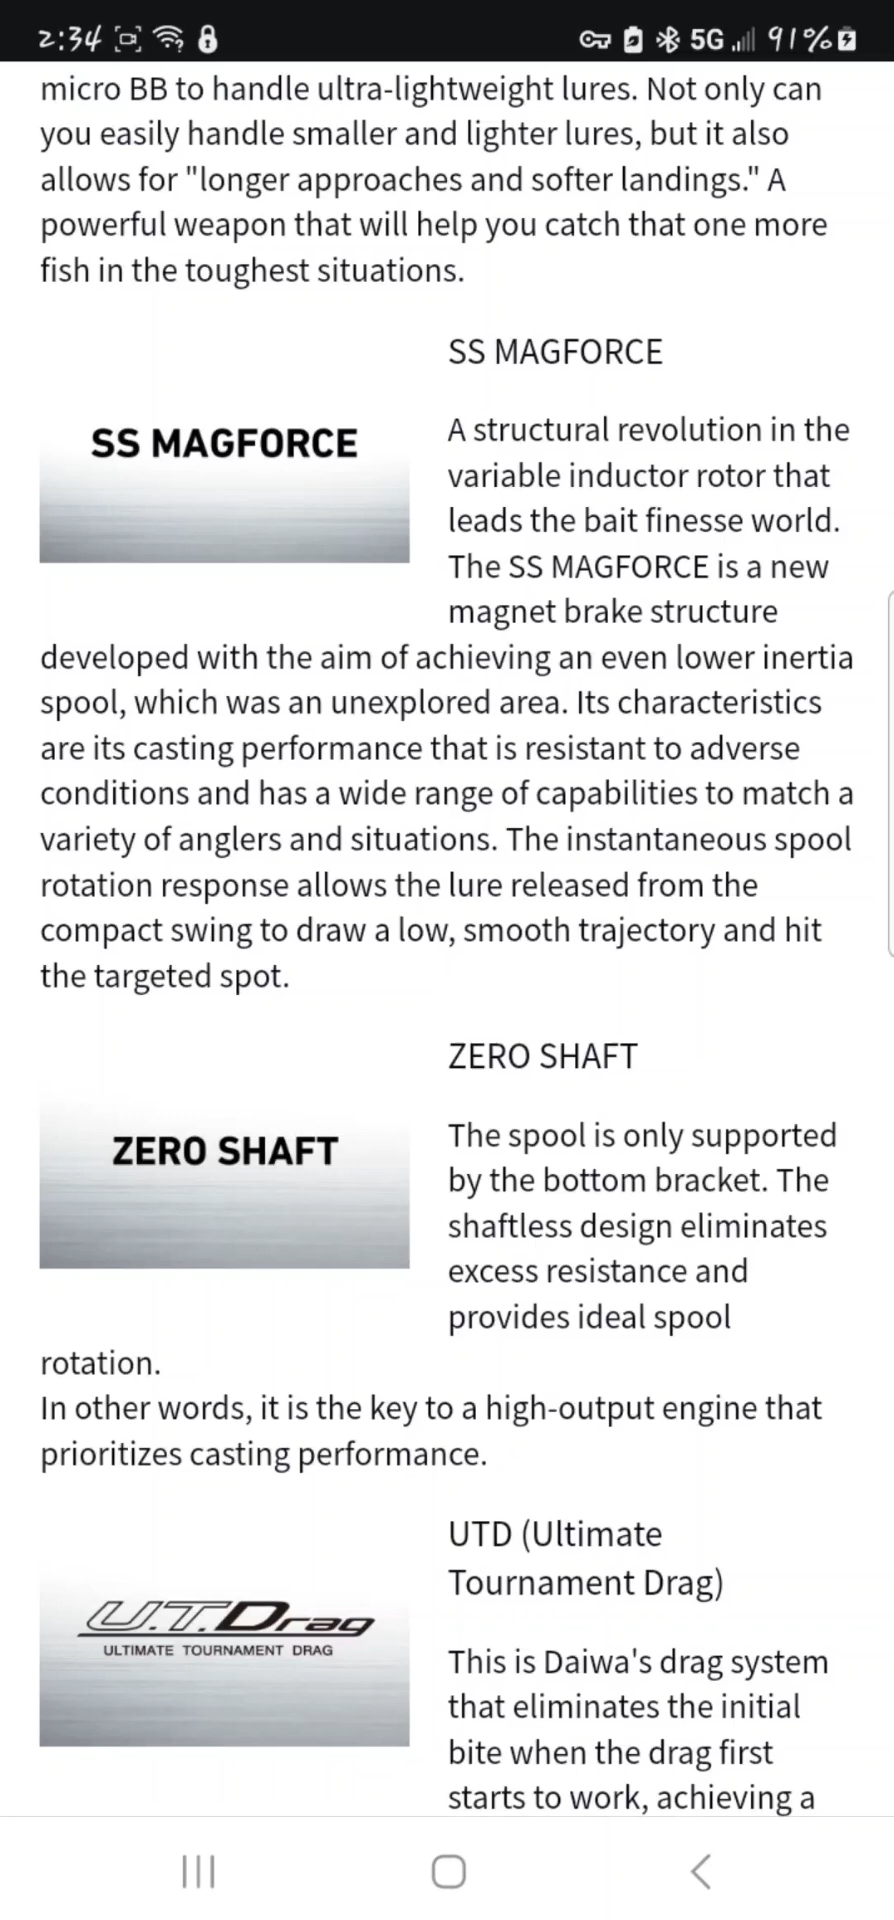 2:34 5G 91%
micro BB to handle ultra-lightweight lures. Not only can
you easily handle smaller and lighter lures, but it also
allows for "longer approaches and softer landings." A
powerful weapon that will help you catch that one more
fish in the toughest situations.
SS MAGFORCE
SS MAGFORCE
A structural revolution in the
variable inductor rotor that
leads the bait finesse world.
The SS MAGFORCE is a new
magnet brake structure
developed with the aim of achieving an even lower inertia
spool, which was an unexplored area. Its characteristics
are its casting performance that is resistant to adverse
conditions and has a wide range of capabilities to match a
variety of anglers and situations. The instantaneous spool
rotation response allows the lure released from the
compact swing to draw a low, smooth trajectory and hit
the targeted spot.
ZERO SHAFT
ZERO SHAFT
The spool is only supported
by the bottom bracket. The
shaftless design eliminates
excess resistance and
provides ideal spool
rotation.
In other words, it is the key to a high-output engine that
prioritizes casting performance.
UTD (Ultimate
Tournament Drag)
U.T.Drag
ULTIMATE TOURNAMENT DRAG
This is Daiwa's drag system
that eliminates the initial
bite when the drag first
starts to work, achieving a